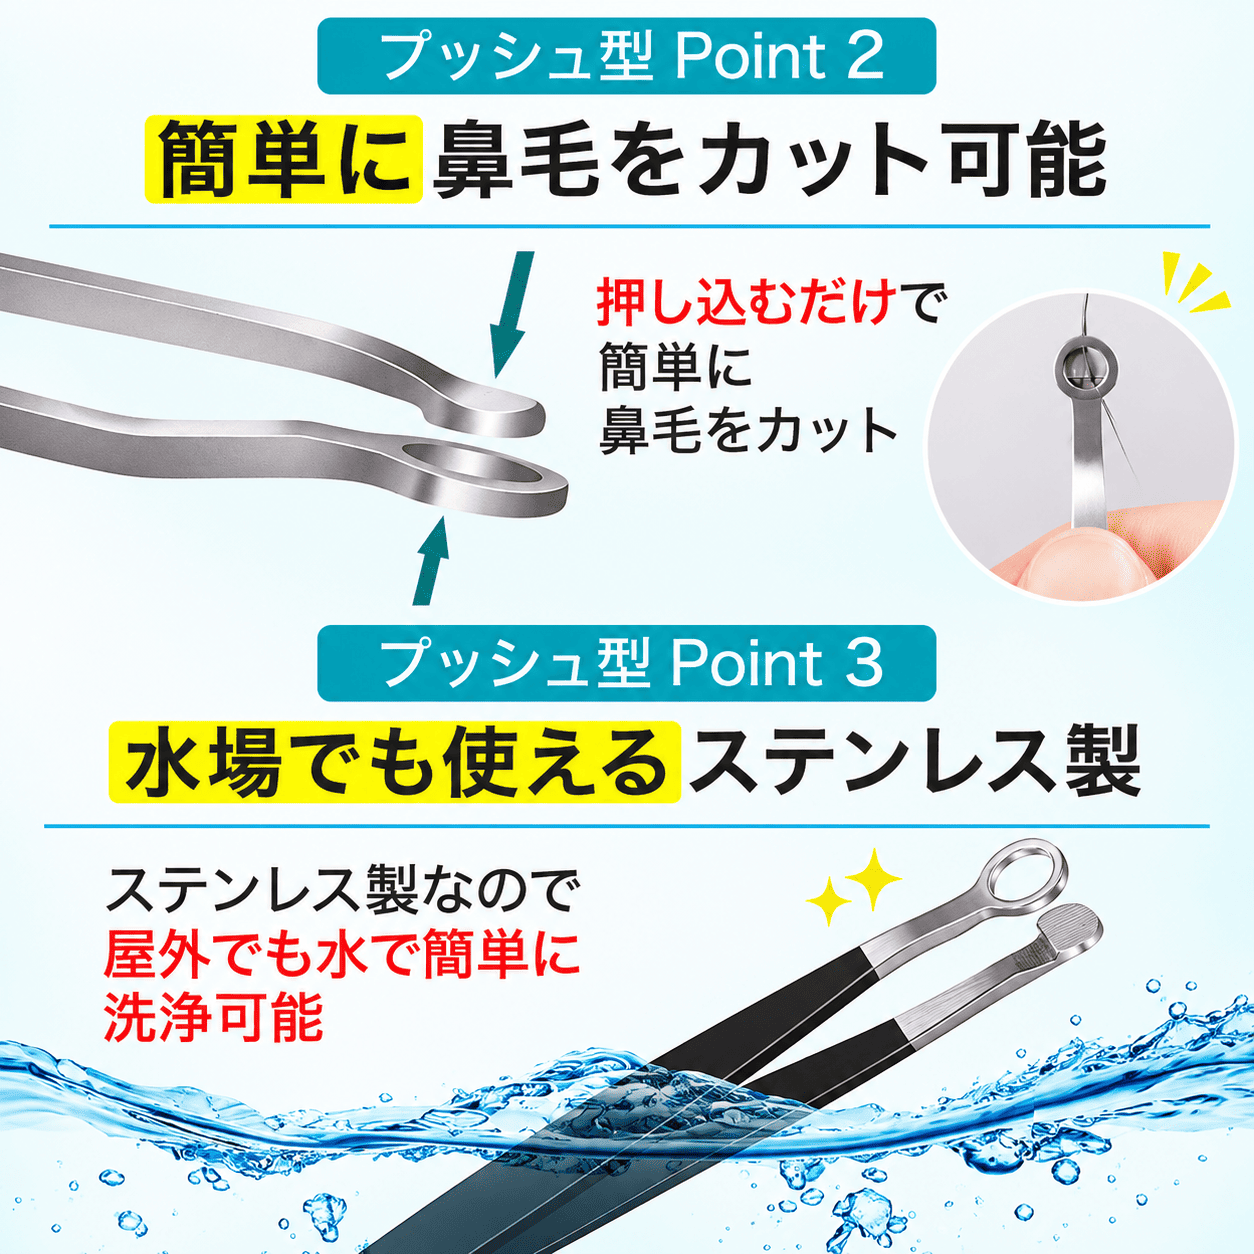 プッシュ型 Point 2
簡単に鼻毛をカット可能
押し込むだけで
簡単に
鼻毛をカット
プッシュ型 Point 3
水場でも使えるステンレス製
ステンレス製なので
屋外でも水で簡単に
洗浄可能